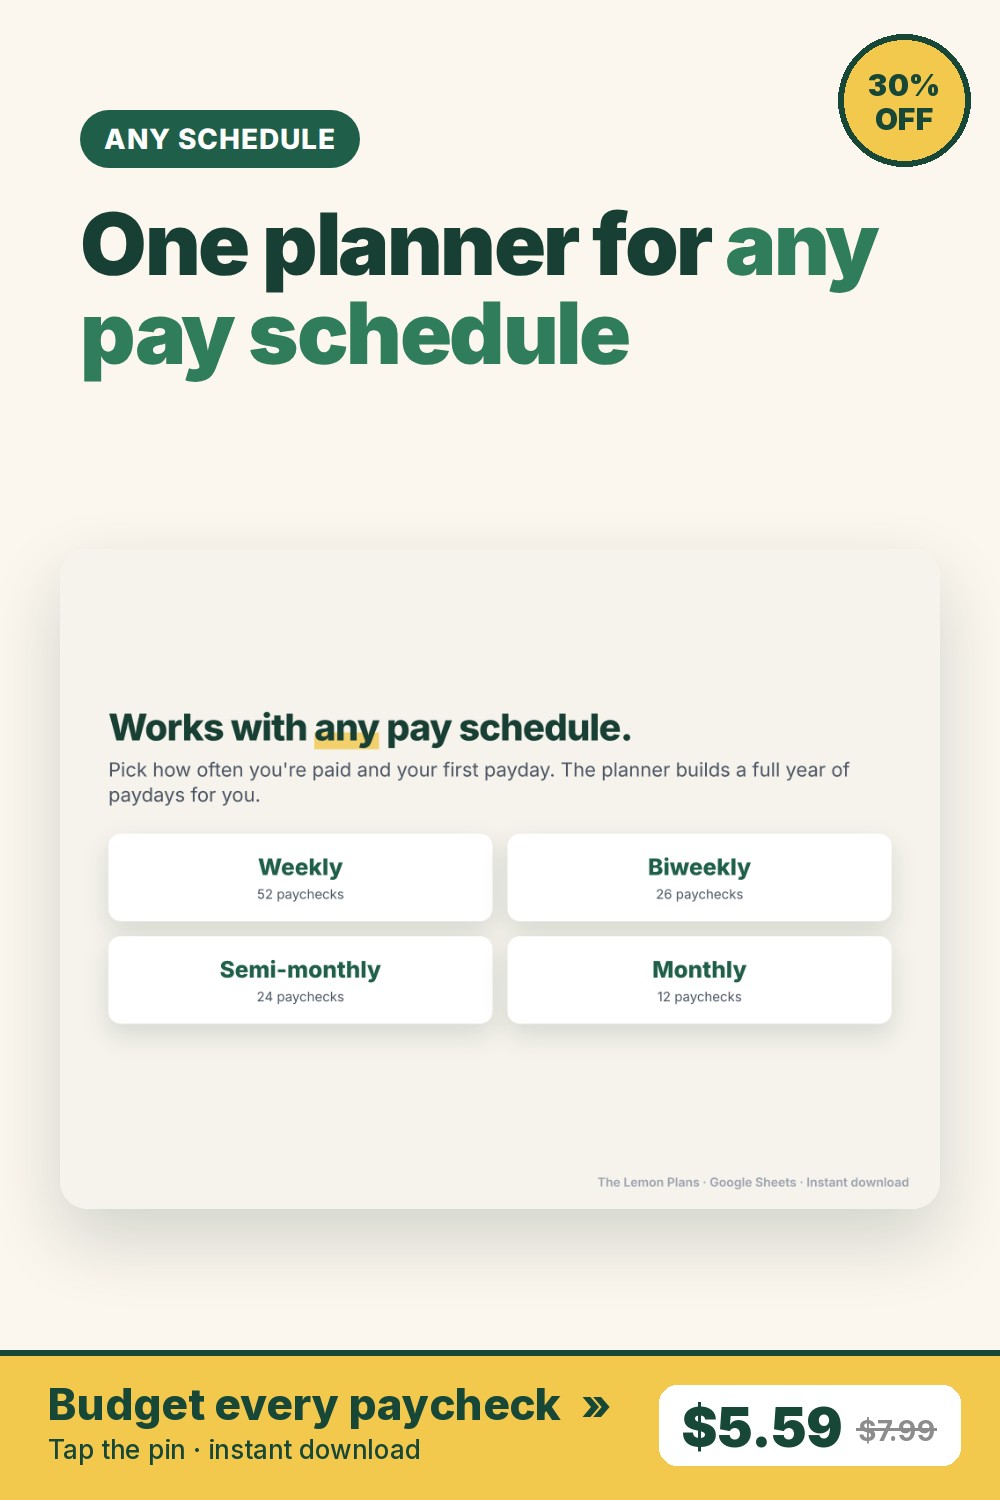 30%
OFF
ANY SCHEDULE
One planner for any
pay schedule
Works with any pay schedule.
Pick how often you're paid and your first payday. The planner builds a full year of
paydays for you.
Weekly
52 paychecks
Biweekly
26 paychecks
Semi-monthly
24 paychecks
Monthly
12 paychecks
The Lemon Plans · Google Sheets · Instant download
Budget every paycheck »
Tap the pin · instant download
$5.59 $7.99